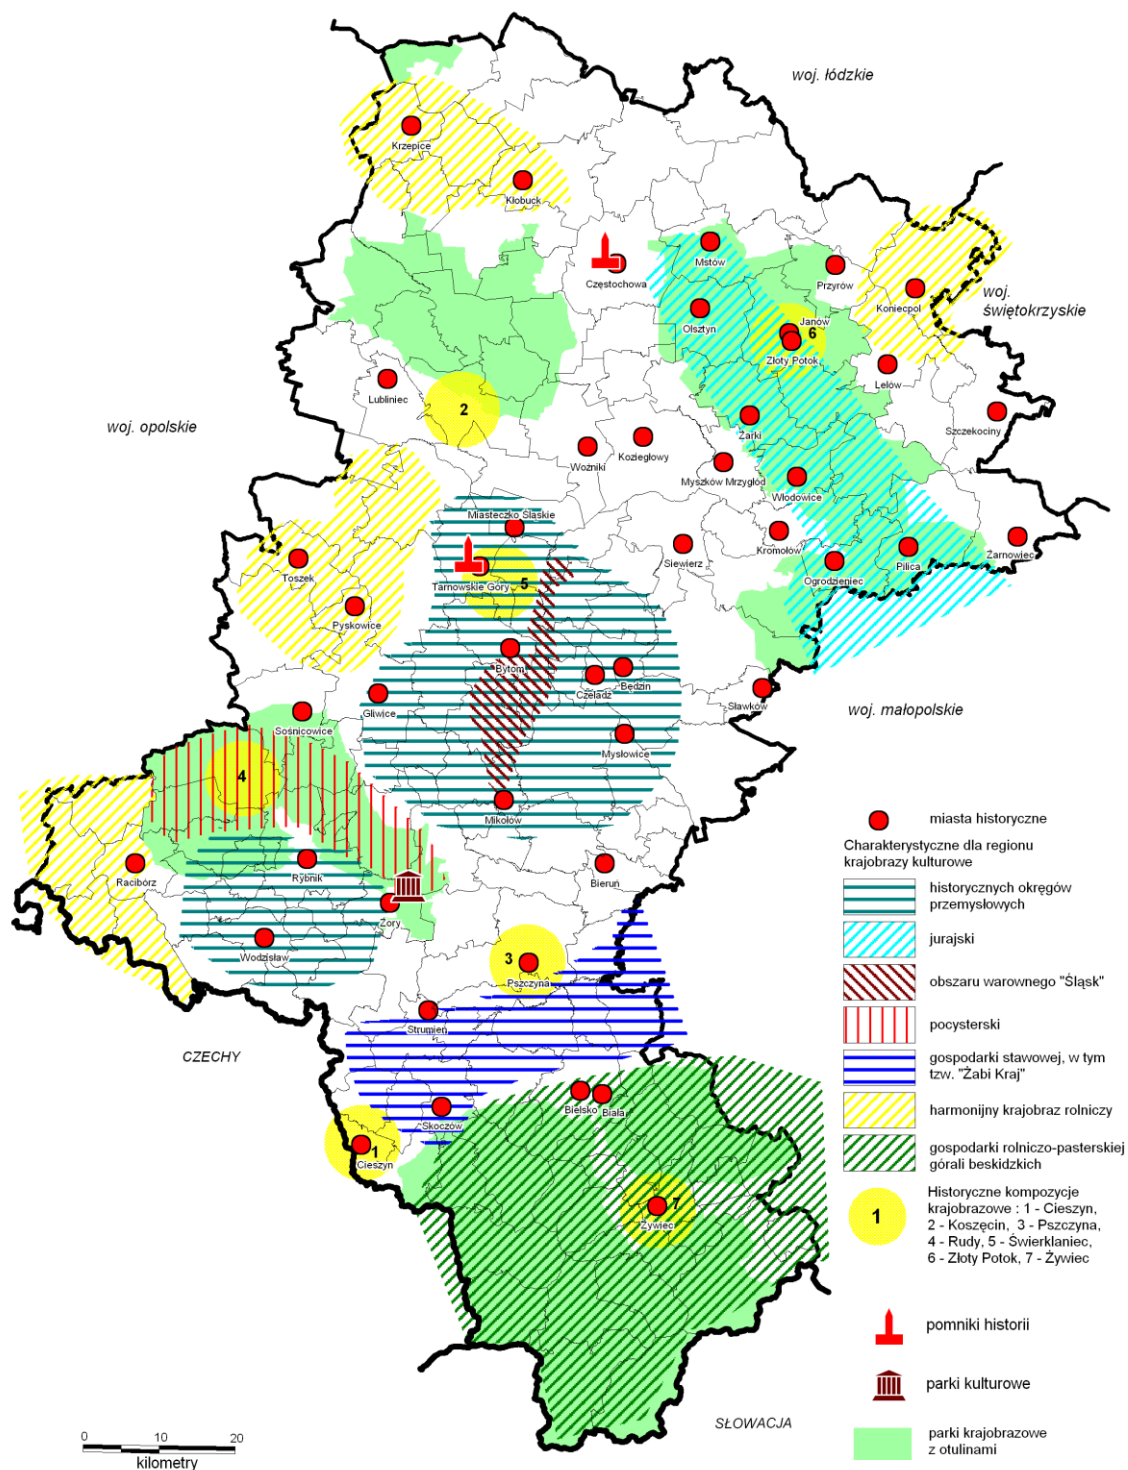 woj. łódzkie
Krzepice
Kłobuck
Mstów
Częstochowa
Przyrów
Koniecpol
woj.
świętokrzyskie
Olsztyn
Janów
6
Złoty Potok
Lelów
Lubliniec
2
Szczekociny
woj. opolskie
Żarki
Koziegłowy
Woźniki
Myszków Mrzygłód
Włodowice
Miasteczko Śląskie
Kromołów
Żarnowiec
Siewierz
Pilica
Toszek
Ogrodzieniec
Tarnowskie Góry
5
Pyskowice
Bytom
Będzin
Czeladź
Sławków
Gliwice
woj. małopolskie
Sośnicowice
Mysłowice
4
Mikołów
Racibórz
Rybnik
Bieruń
Żory
Wodzisław
3
Pszczyna
Strumień
CZECHY
Bielsko
Biała
Skoczów
1
Cieszyn
7
Żywiec
SŁOWACJA
miasta historyczne
Charakterystyczne dla regionu
krajobrazy kulturowe
historycznych okręgów
przemysłowych
jurajski
obszaru warownego "Śląsk"
pocysterski
gospodarki stawowej, w tym
tzw. "Żabi Kraj"
harmonijny krajobraz rolniczy
gospodarki rolniczo-pasterskiej
górali beskidzkich
1
Historyczne kompozycje
krajobrazowe : 1 - Cieszyn,
2 - Koszęcin, 3 - Pszczyna,
4 - Rudy, 5 - Świerklaniec,
6 - Złoty Potok, 7 - Żywiec
pomniki historii
parki kulturowe
parki krajobrazowe
z otulinami
0 10 20
kilometry